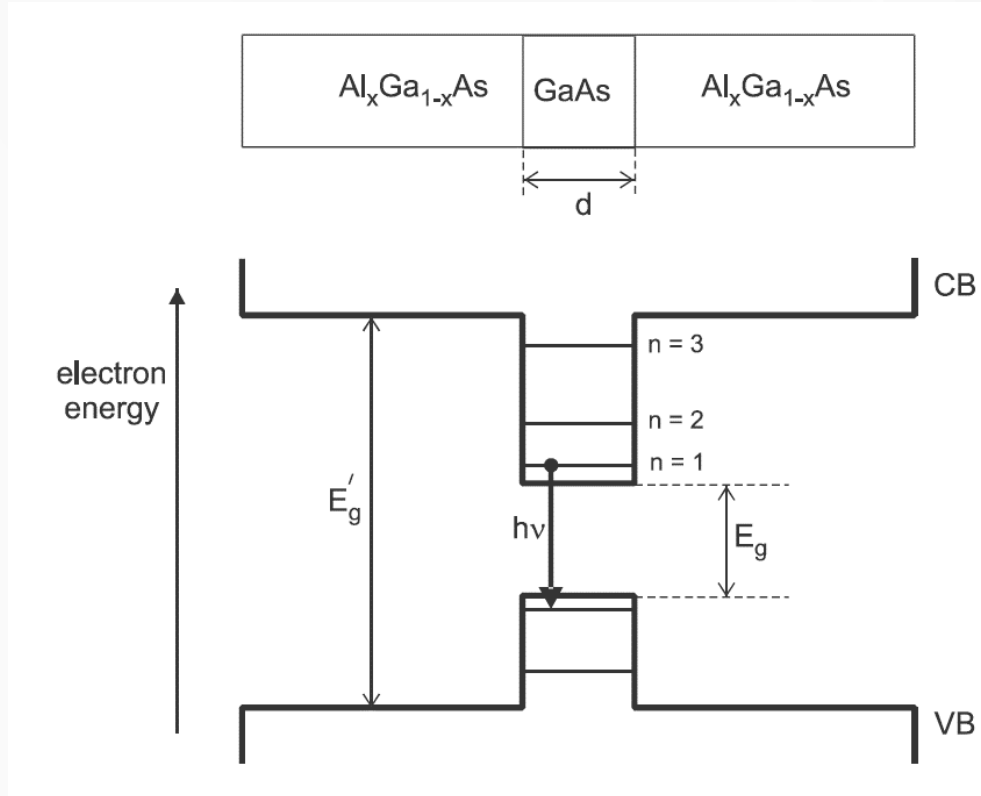 AlₓGa₁₋ₓAs GaAs AlₓGa₁₋ₓAs
d
CB
n = 3
electron
energy
n = 2
n = 1
E'g
hν
Eg
VB